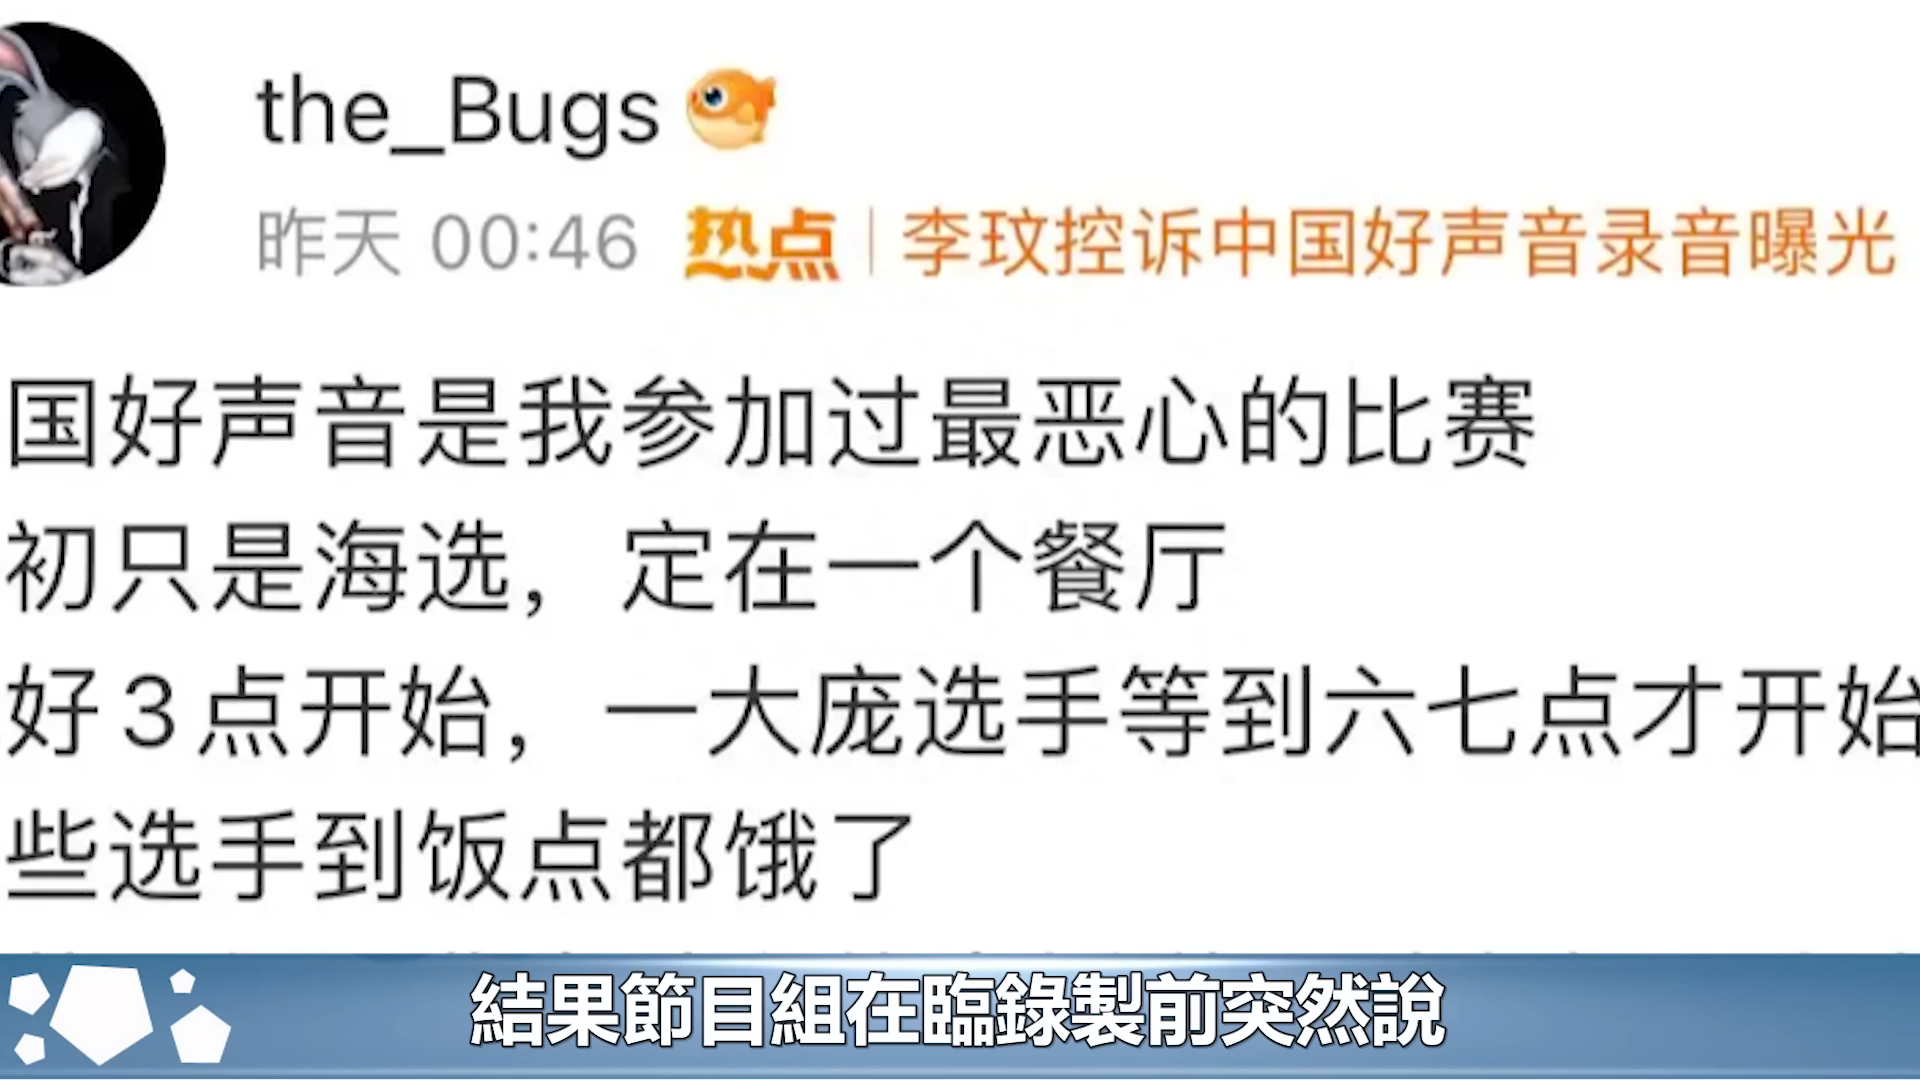 the_Bugs
昨天 00:46 热点 | 李玟控诉中国好声音录音曝光
国好声音是我参加过最恶心的比赛
初只是海选，定在一个餐厅
好3点开始，一大庞选手等到六七点才开始
些选手到饭点都饿了
結果節目組在臨錄製前突然說